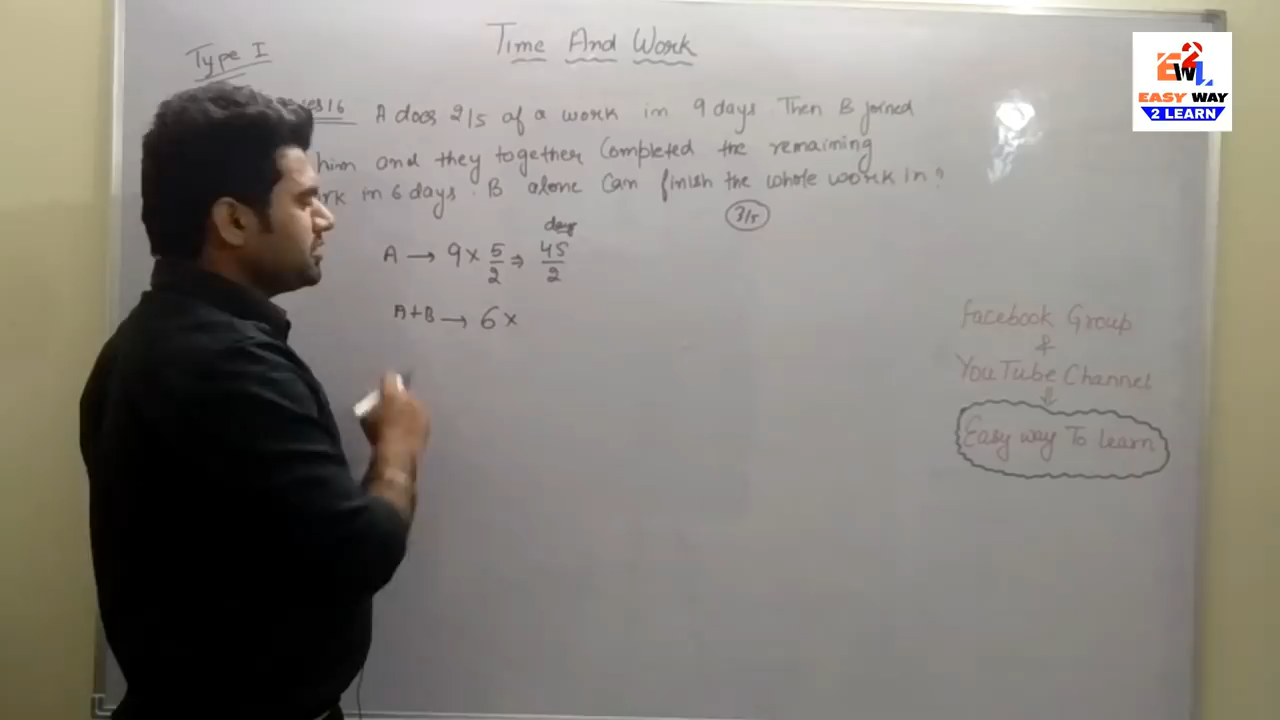 Time And Work
Type I
A does 2/5 of a work in 9 days Then B joined
him and they together Completed the remaining
rk in 6 days. B alone Can finish the whole work in?
3/5
days
A → 9 × 5/2 ⇒ 45/2
A+B → 6 ×
Facebook Group
&
YouTube Channel
⇓
Easy way To Learn
E2L
W
EASY WAY
2 LEARN